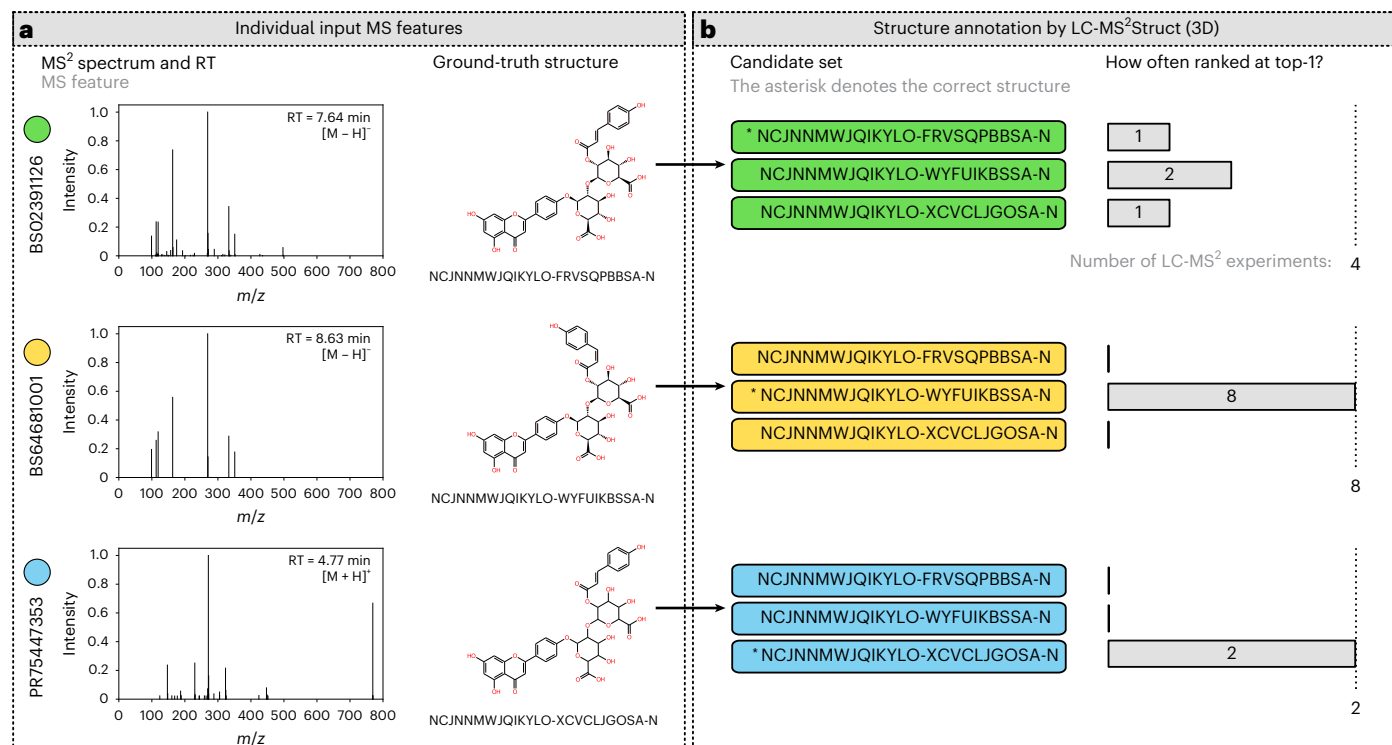 a Individual input MS features
MS² spectrum and RT
MS feature
Ground-truth structure
BS02391126
Intensity
1.0
0.8
0.6
0.4
0.2
0
RT = 7.64 min
[M – H]⁻
0 100 200 300 400 500 600 700 800
m/z
HO
OH
O
NCJNNMWJQIKYLO-FRVSQPBBSA-N
BS64681001
Intensity
1.0
0.8
0.6
0.4
0.2
0
RT = 8.63 min
[M – H]⁻
0 100 200 300 400 500 600 700 800
m/z
HO
OH
O
NCJNNMWJQIKYLO-WYFUIKBSSA-N
PR75447353
Intensity
1.0
0.8
0.6
0.4
0.2
0
RT = 4.77 min
[M + H]⁺
0 100 200 300 400 500 600 700 800
m/z
HO
OH
O
NCJNNMWJQIKYLO-XCVCLJGOSA-N
b Structure annotation by LC-MS²Struct (3D)
Candidate set
The asterisk denotes the correct structure
How often ranked at top-1?
* NCJNNMWJQIKYLO-FRVSQPBBSA-N 1
NCJNNMWJQIKYLO-WYFUIKBSSA-N 2
NCJNNMWJQIKYLO-XCVCLJGOSA-N 1
Number of LC-MS² experiments: 4
NCJNNMWJQIKYLO-FRVSQPBBSA-N
* NCJNNMWJQIKYLO-WYFUIKBSSA-N 8
NCJNNMWJQIKYLO-XCVCLJGOSA-N
8
NCJNNMWJQIKYLO-FRVSQPBBSA-N
NCJNNMWJQIKYLO-WYFUIKBSSA-N
* NCJNNMWJQIKYLO-XCVCLJGOSA-N 2
2